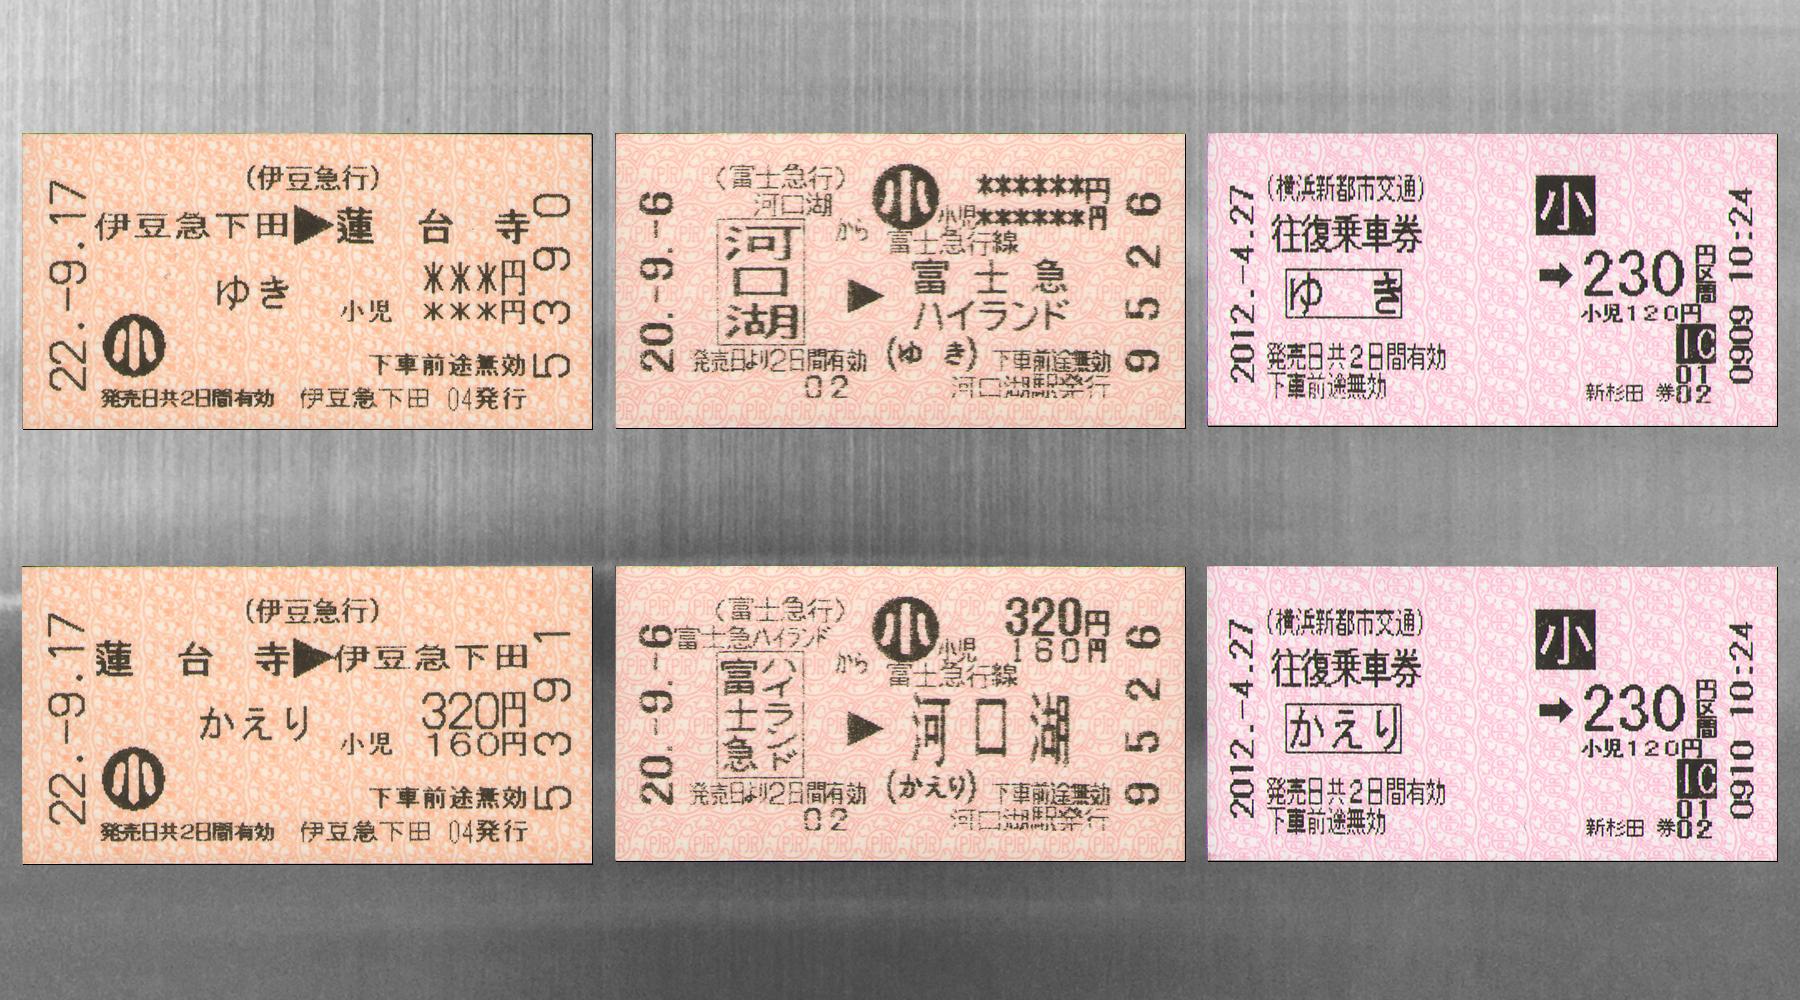 (伊豆急行)
伊豆急下田▶蓮台寺
ゆき
***円
小児 ***円
小
下車前途無効
発売日共2日間有効 伊豆急下田 04発行
22.-9.17
5390
(富士急行)
河口湖
河口湖
から
小
******円
小児******円
富士急行線
▶
富士急
ハイランド
発売日より2日間有効 (ゆき) 下車前途無効
02 河口湖駅発行
20.-9.-6
9526
(横浜新都市交通)
往復乗車券
ゆき
小
➡230円区間
小児120円
IC
01
発売日共2日間有効
下車前途無効
新杉田 券02
2012.-4.27
0909 10:24
(伊豆急行)
蓮台寺▶伊豆急下田
かえり
320円
小児 160円
小
下車前途無効
発売日共2日間有効 伊豆急下田 04発行
22.-9.17
5391
(富士急行)
富士急ハイランド
富士急
ハイランド
から
小
320円
小児 160円
富士急行線
▶
河口湖
発売日より2日間有効 (かえり) 下車前途無効
02 河口湖駅発行
20.-9.-6
9526
(横浜新都市交通)
往復乗車券
かえり
小
➡230円区間
小児120円
IC
01
発売日共2日間有効
下車前途無効
新杉田 券02
2012.-4.27
0910 10:24